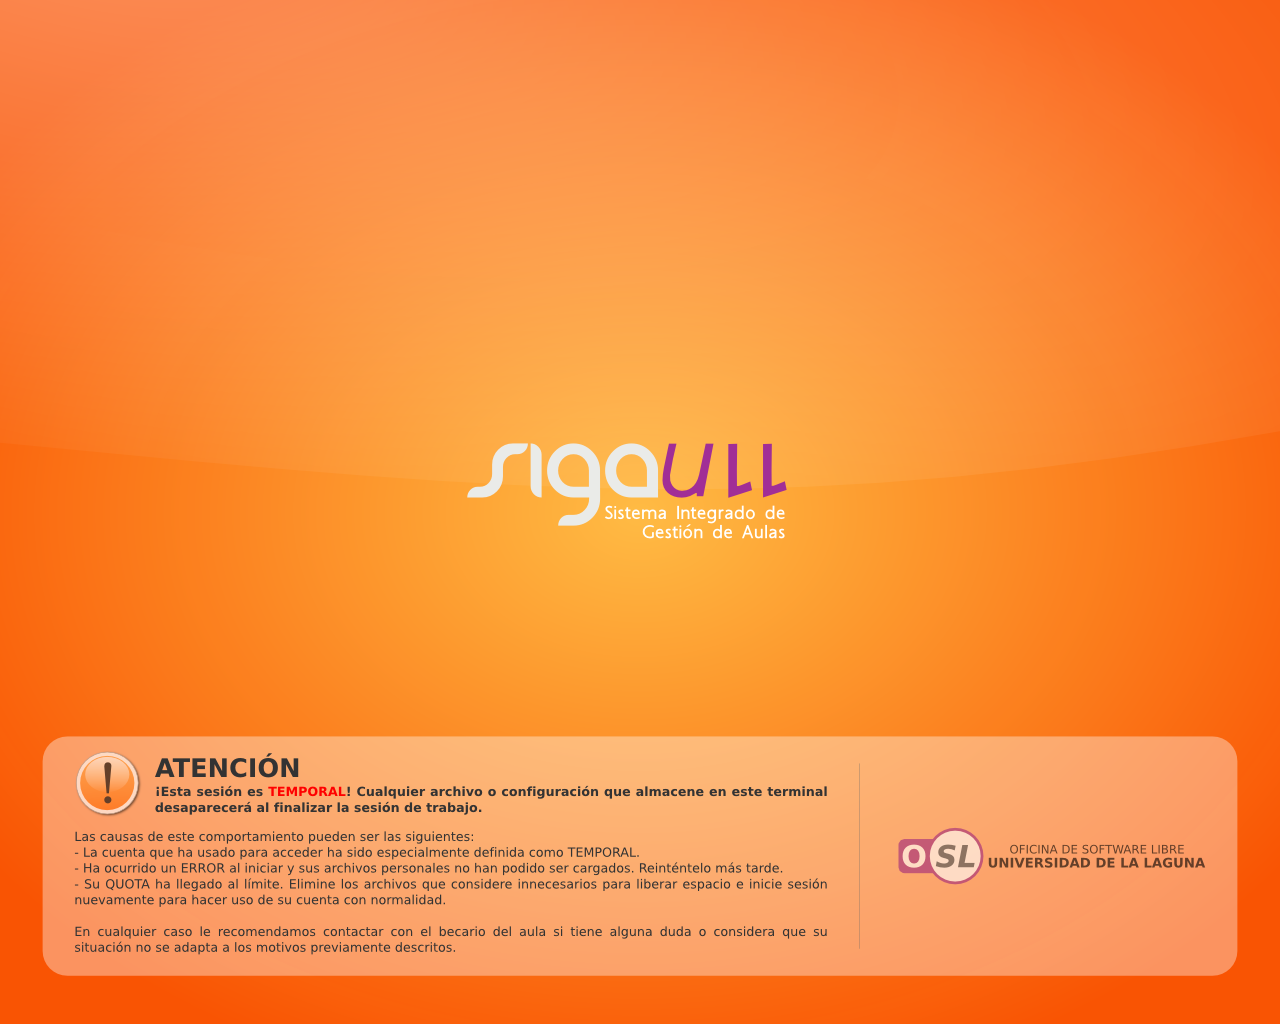 sigaull
Sistema Integrado de
Gestión de Aulas
ATENCIÓN
¡Esta sesión es TEMPORAL! Cualquier archivo o configuración que almacene en este terminal
desaparecerá al finalizar la sesión de trabajo.
Las causas de este comportamiento pueden ser las siguientes:
- La cuenta que ha usado para acceder ha sido especialmente definida como TEMPORAL.
- Ha ocurrido un ERROR al iniciar y sus archivos personales no han podido ser cargados. Reinténtelo más tarde.
- Su QUOTA ha llegado al límite. Elimine los archivos que considere innecesarios para liberar espacio e inicie sesión
nuevamente para hacer uso de su cuenta con normalidad.
En cualquier caso le recomendamos contactar con el becario del aula si tiene alguna duda o considera que su
situación no se adapta a los motivos previamente descritos.
OSL
OFICINA DE SOFTWARE LIBRE
UNIVERSIDAD DE LA LAGUNA